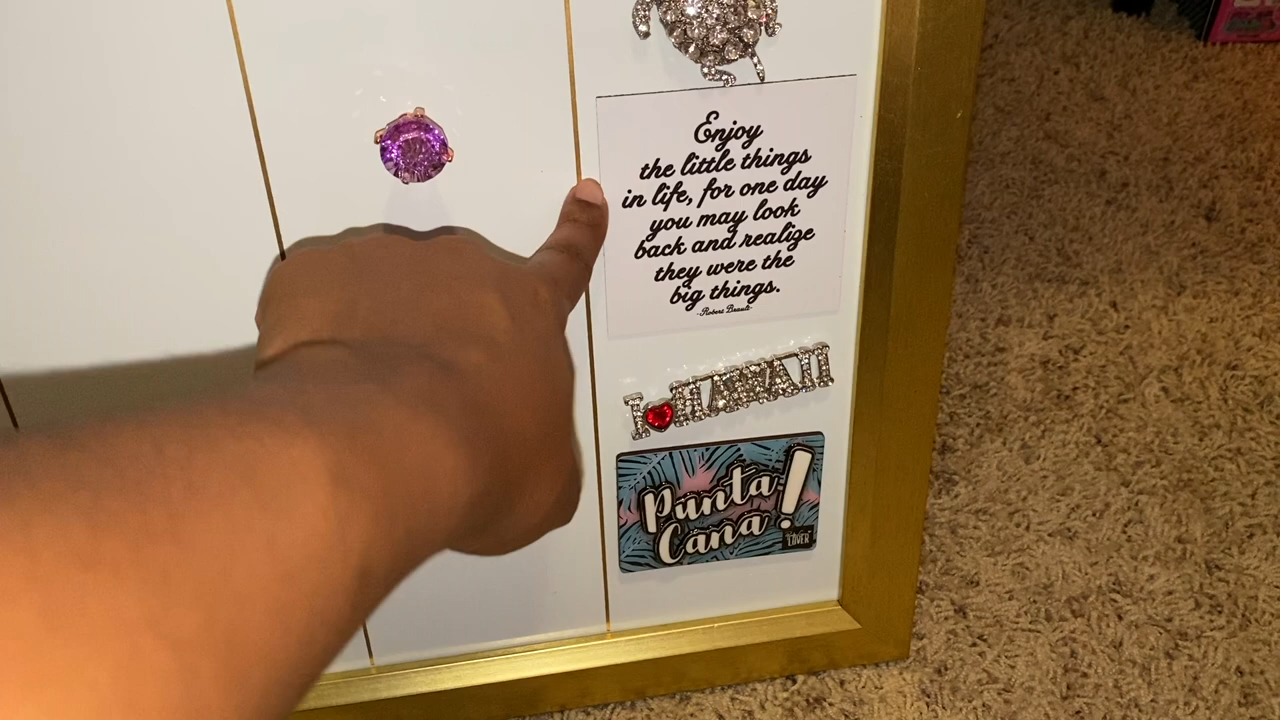 Enjoy
the little things
in life, for one day
you may look
back and realize
they were the
big things.
-Robert Brault-
I HAWAII
Punta
Cana!
LOVER